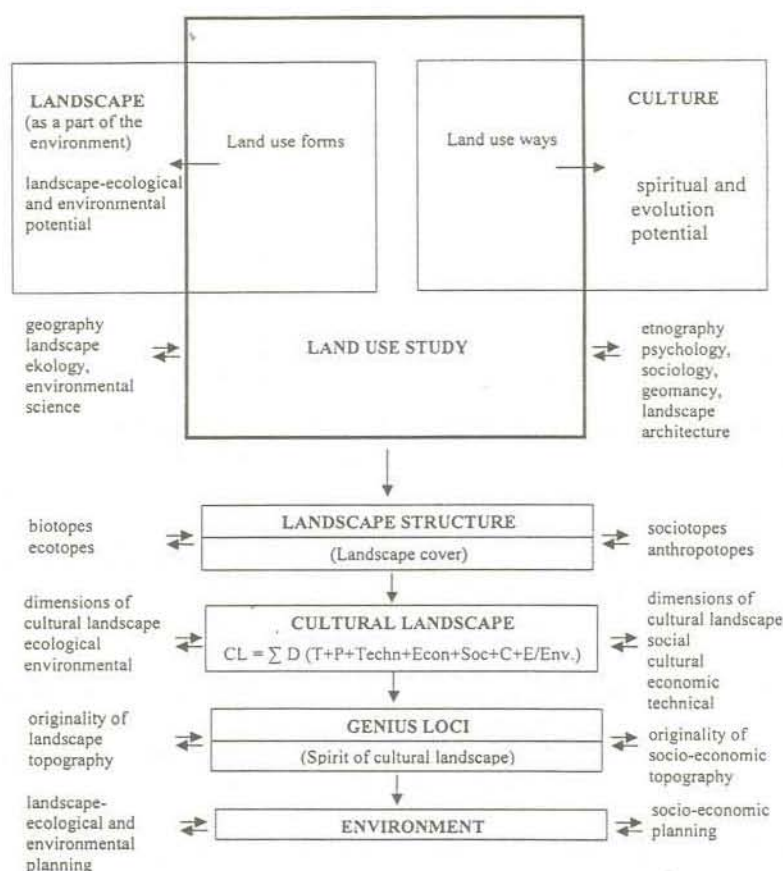 LANDSCAPE
(as a part of the
environment)
landscape-ecological
and environmental
potential
Land use forms
Land use ways
CULTURE
spiritual and
evolution
potential
geography
landscape
ekology,
environmental
science
LAND USE STUDY
etnography
psychology,
sociology,
geomancy,
landscape
architecture
biotopes
ecotopes
LANDSCAPE STRUCTURE
(Landscape cover)
sociotopes
anthropotopes
dimensions of
cultural landscape
ecological
environmental
CULTURAL LANDSCAPE
CL = ∑ D (T+P+Techn+Econ+Soc+C+E/Env.)
dimensions of
cultural landscape
social
cultural
economic
technical
originality of
landscape
topography
GENIUS LOCI
(Spirit of cultural landscape)
originality of
socio-economic
topography
landscape-
ecological and
environmental
planning
ENVIRONMENT
socio-economic
planning